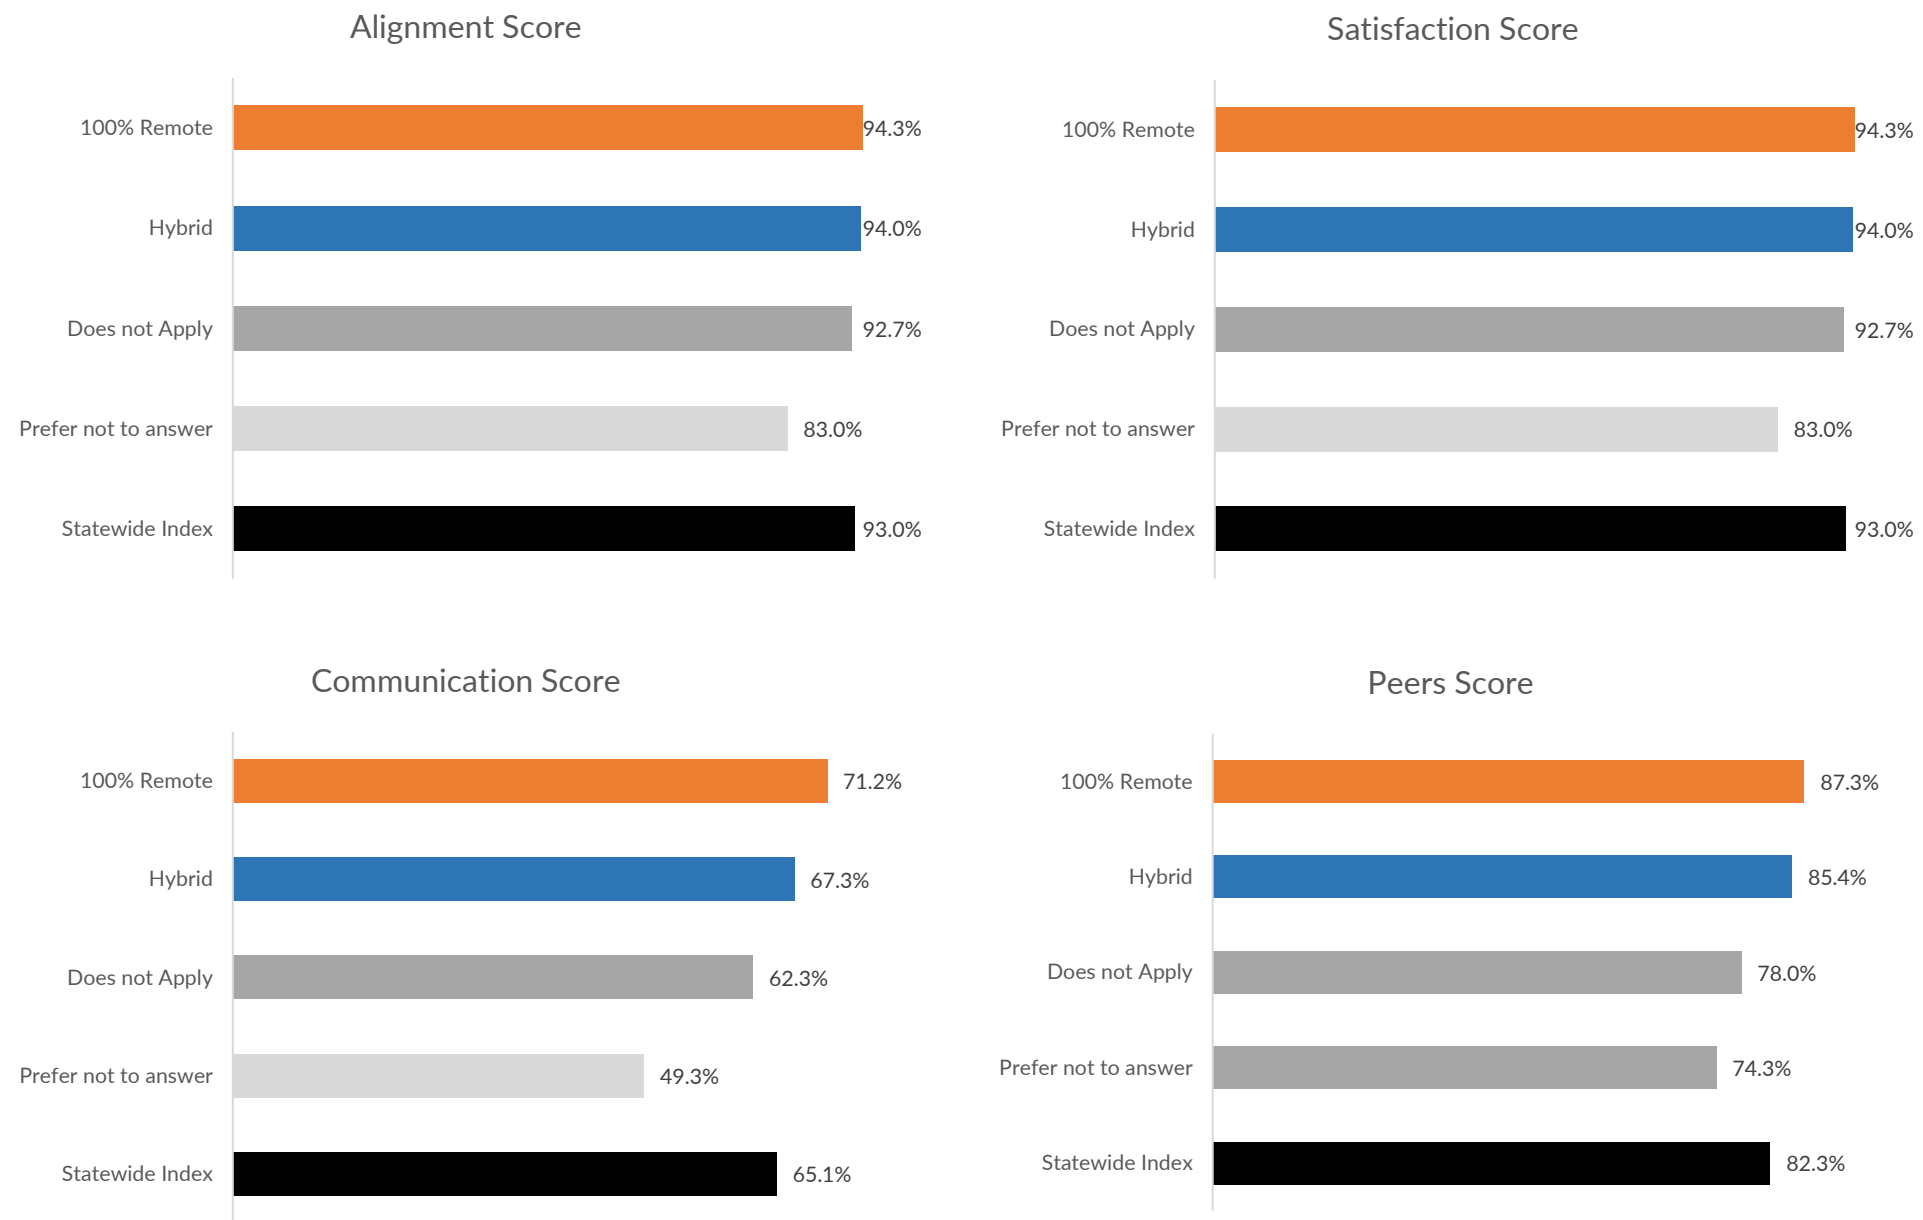 Alignment Score
100% Remote 94.3%
Hybrid 94.0%
Does not Apply 92.7%
Prefer not to answer 83.0%
Statewide Index 93.0%
Satisfaction Score
100% Remote 94.3%
Hybrid 94.0%
Does not Apply 92.7%
Prefer not to answer 83.0%
Statewide Index 93.0%
Communication Score
100% Remote 71.2%
Hybrid 67.3%
Does not Apply 62.3%
Prefer not to answer 49.3%
Statewide Index 65.1%
Peers Score
100% Remote 87.3%
Hybrid 85.4%
Does not Apply 78.0%
Prefer not to answer 74.3%
Statewide Index 82.3%